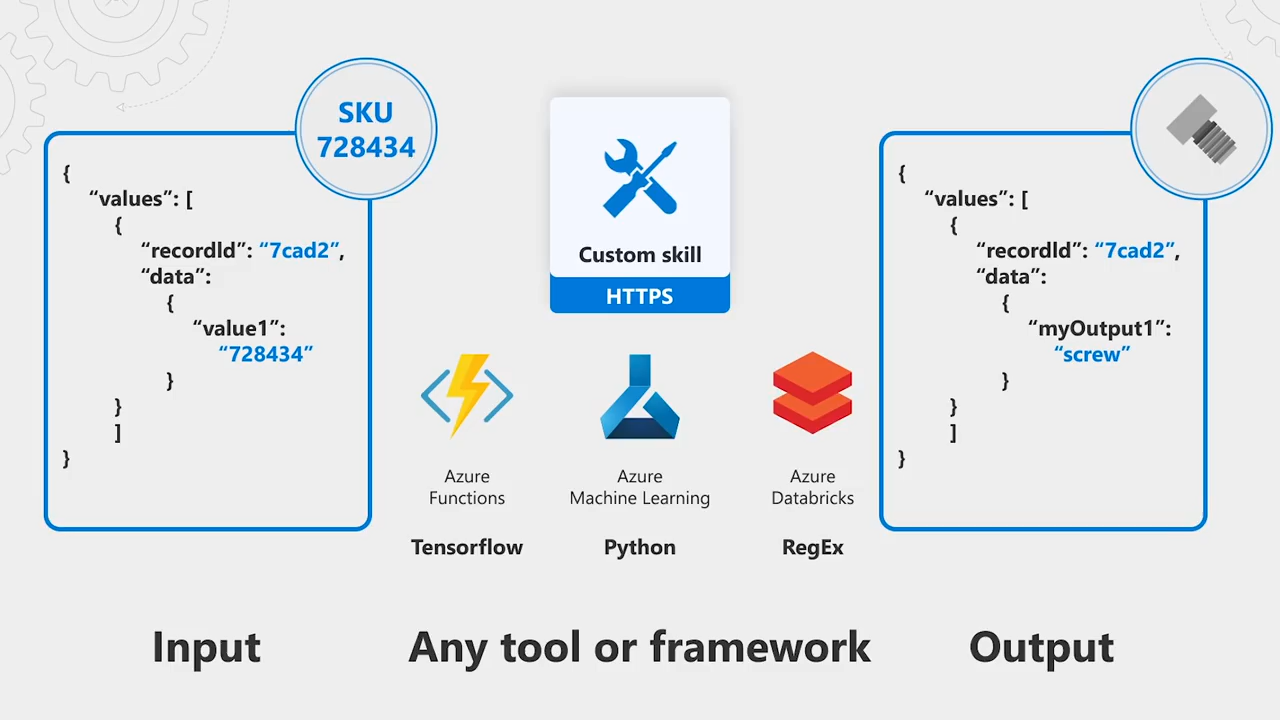 SKU
728434
{
“values”: [
{
“recordId”: “7cad2”,
“data”:
{
“value1”:
“728434”
}
}
]
}
Custom skill
HTTPS
Azure
Functions
Azure
Machine Learning
Azure
Databricks
Tensorflow
Python
RegEx
{
“values”: [
{
“recordId”: “7cad2”,
“data”:
{
“myOutput1”:
“screw”
}
}
]
}
Input
Any tool or framework
Output